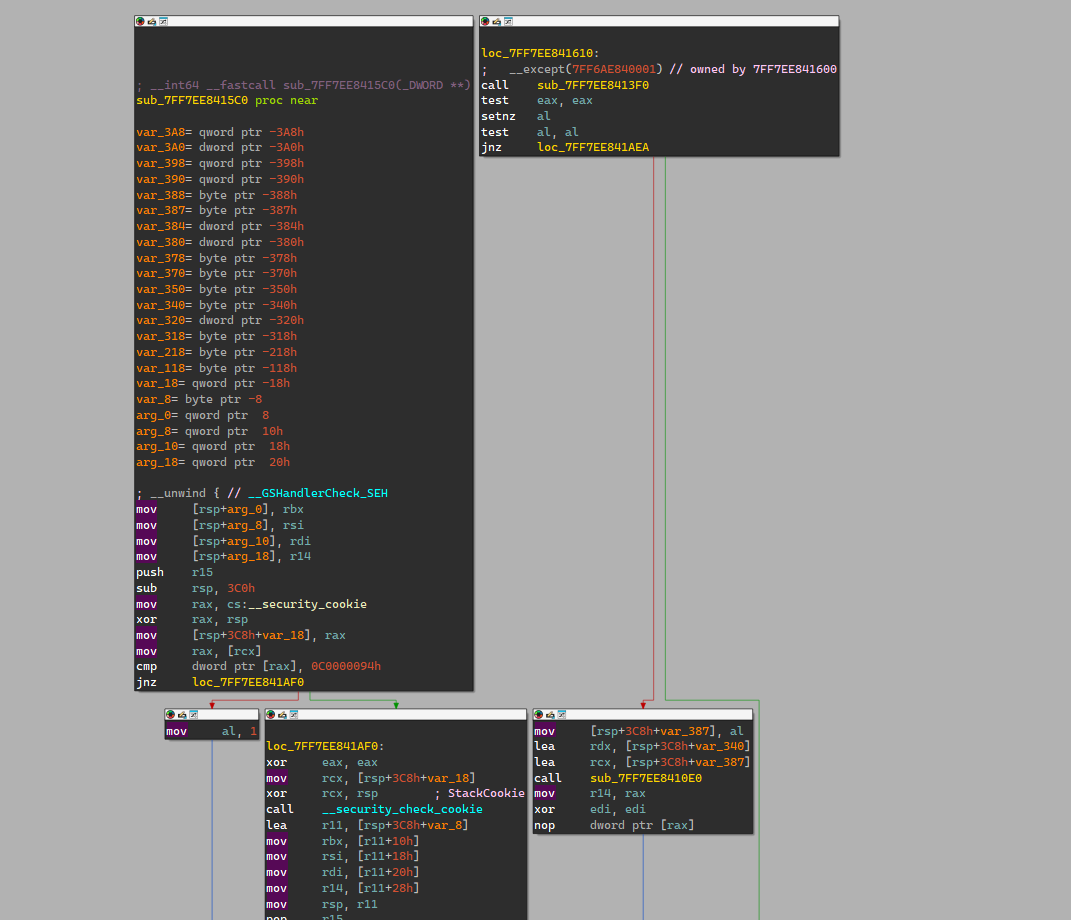 ; __int64 __fastcall sub_7FF7EE8415C0(_DWORD **)
sub_7FF7EE8415C0 proc near
var_3A8= qword ptr -3A8h
var_3A0= dword ptr -3A0h
var_398= qword ptr -398h
var_390= qword ptr -390h
var_388= byte ptr -388h
var_387= byte ptr -387h
var_384= dword ptr -384h
var_380= dword ptr -380h
var_378= byte ptr -378h
var_370= byte ptr -370h
var_350= byte ptr -350h
var_340= byte ptr -340h
var_320= dword ptr -320h
var_318= byte ptr -318h
var_218= byte ptr -218h
var_118= byte ptr -118h
var_18= qword ptr -18h
var_8= byte ptr -8
arg_0= qword ptr  8
arg_8= qword ptr  10h
arg_10= qword ptr  18h
arg_18= qword ptr  20h
; __unwind { // __GSHandlerCheck_SEH
mov     [rsp+arg_0], rbx
mov     [rsp+arg_8], rsi
mov     [rsp+arg_10], rdi
mov     [rsp+arg_18], r14
push    r15
sub     rsp, 3C0h
mov     rax, cs:__security_cookie
xor     rax, rsp
mov     [rsp+3C8h+var_18], rax
mov     rax, [rcx]
cmp     dword ptr [rax], 0C0000094h
jnz     loc_7FF7EE841AF0
loc_7FF7EE841610:
;   __except(7FF6AE840001) // owned by 7FF7EE841600
call    sub_7FF7EE8413F0
test    eax, eax
setnz   al
test    al, al
jnz     loc_7FF7EE841AEA
mov     al, 1
loc_7FF7EE841AF0:
xor     eax, eax
mov     rcx, [rsp+3C8h+var_18]
xor     rcx, rsp        ; StackCookie
call    __security_check_cookie
lea     r11, [rsp+3C8h+var_8]
mov     rbx, [r11+10h]
mov     rsi, [r11+18h]
mov     rdi, [r11+20h]
mov     r14, [r11+28h]
mov     rsp, r11
pop     r15
mov     [rsp+3C8h+var_387], al
lea     rdx, [rsp+3C8h+var_340]
lea     rcx, [rsp+3C8h+var_387]
call    sub_7FF7EE8410E0
mov     r14, rax
xor     edi, edi
nop     dword ptr [rax]